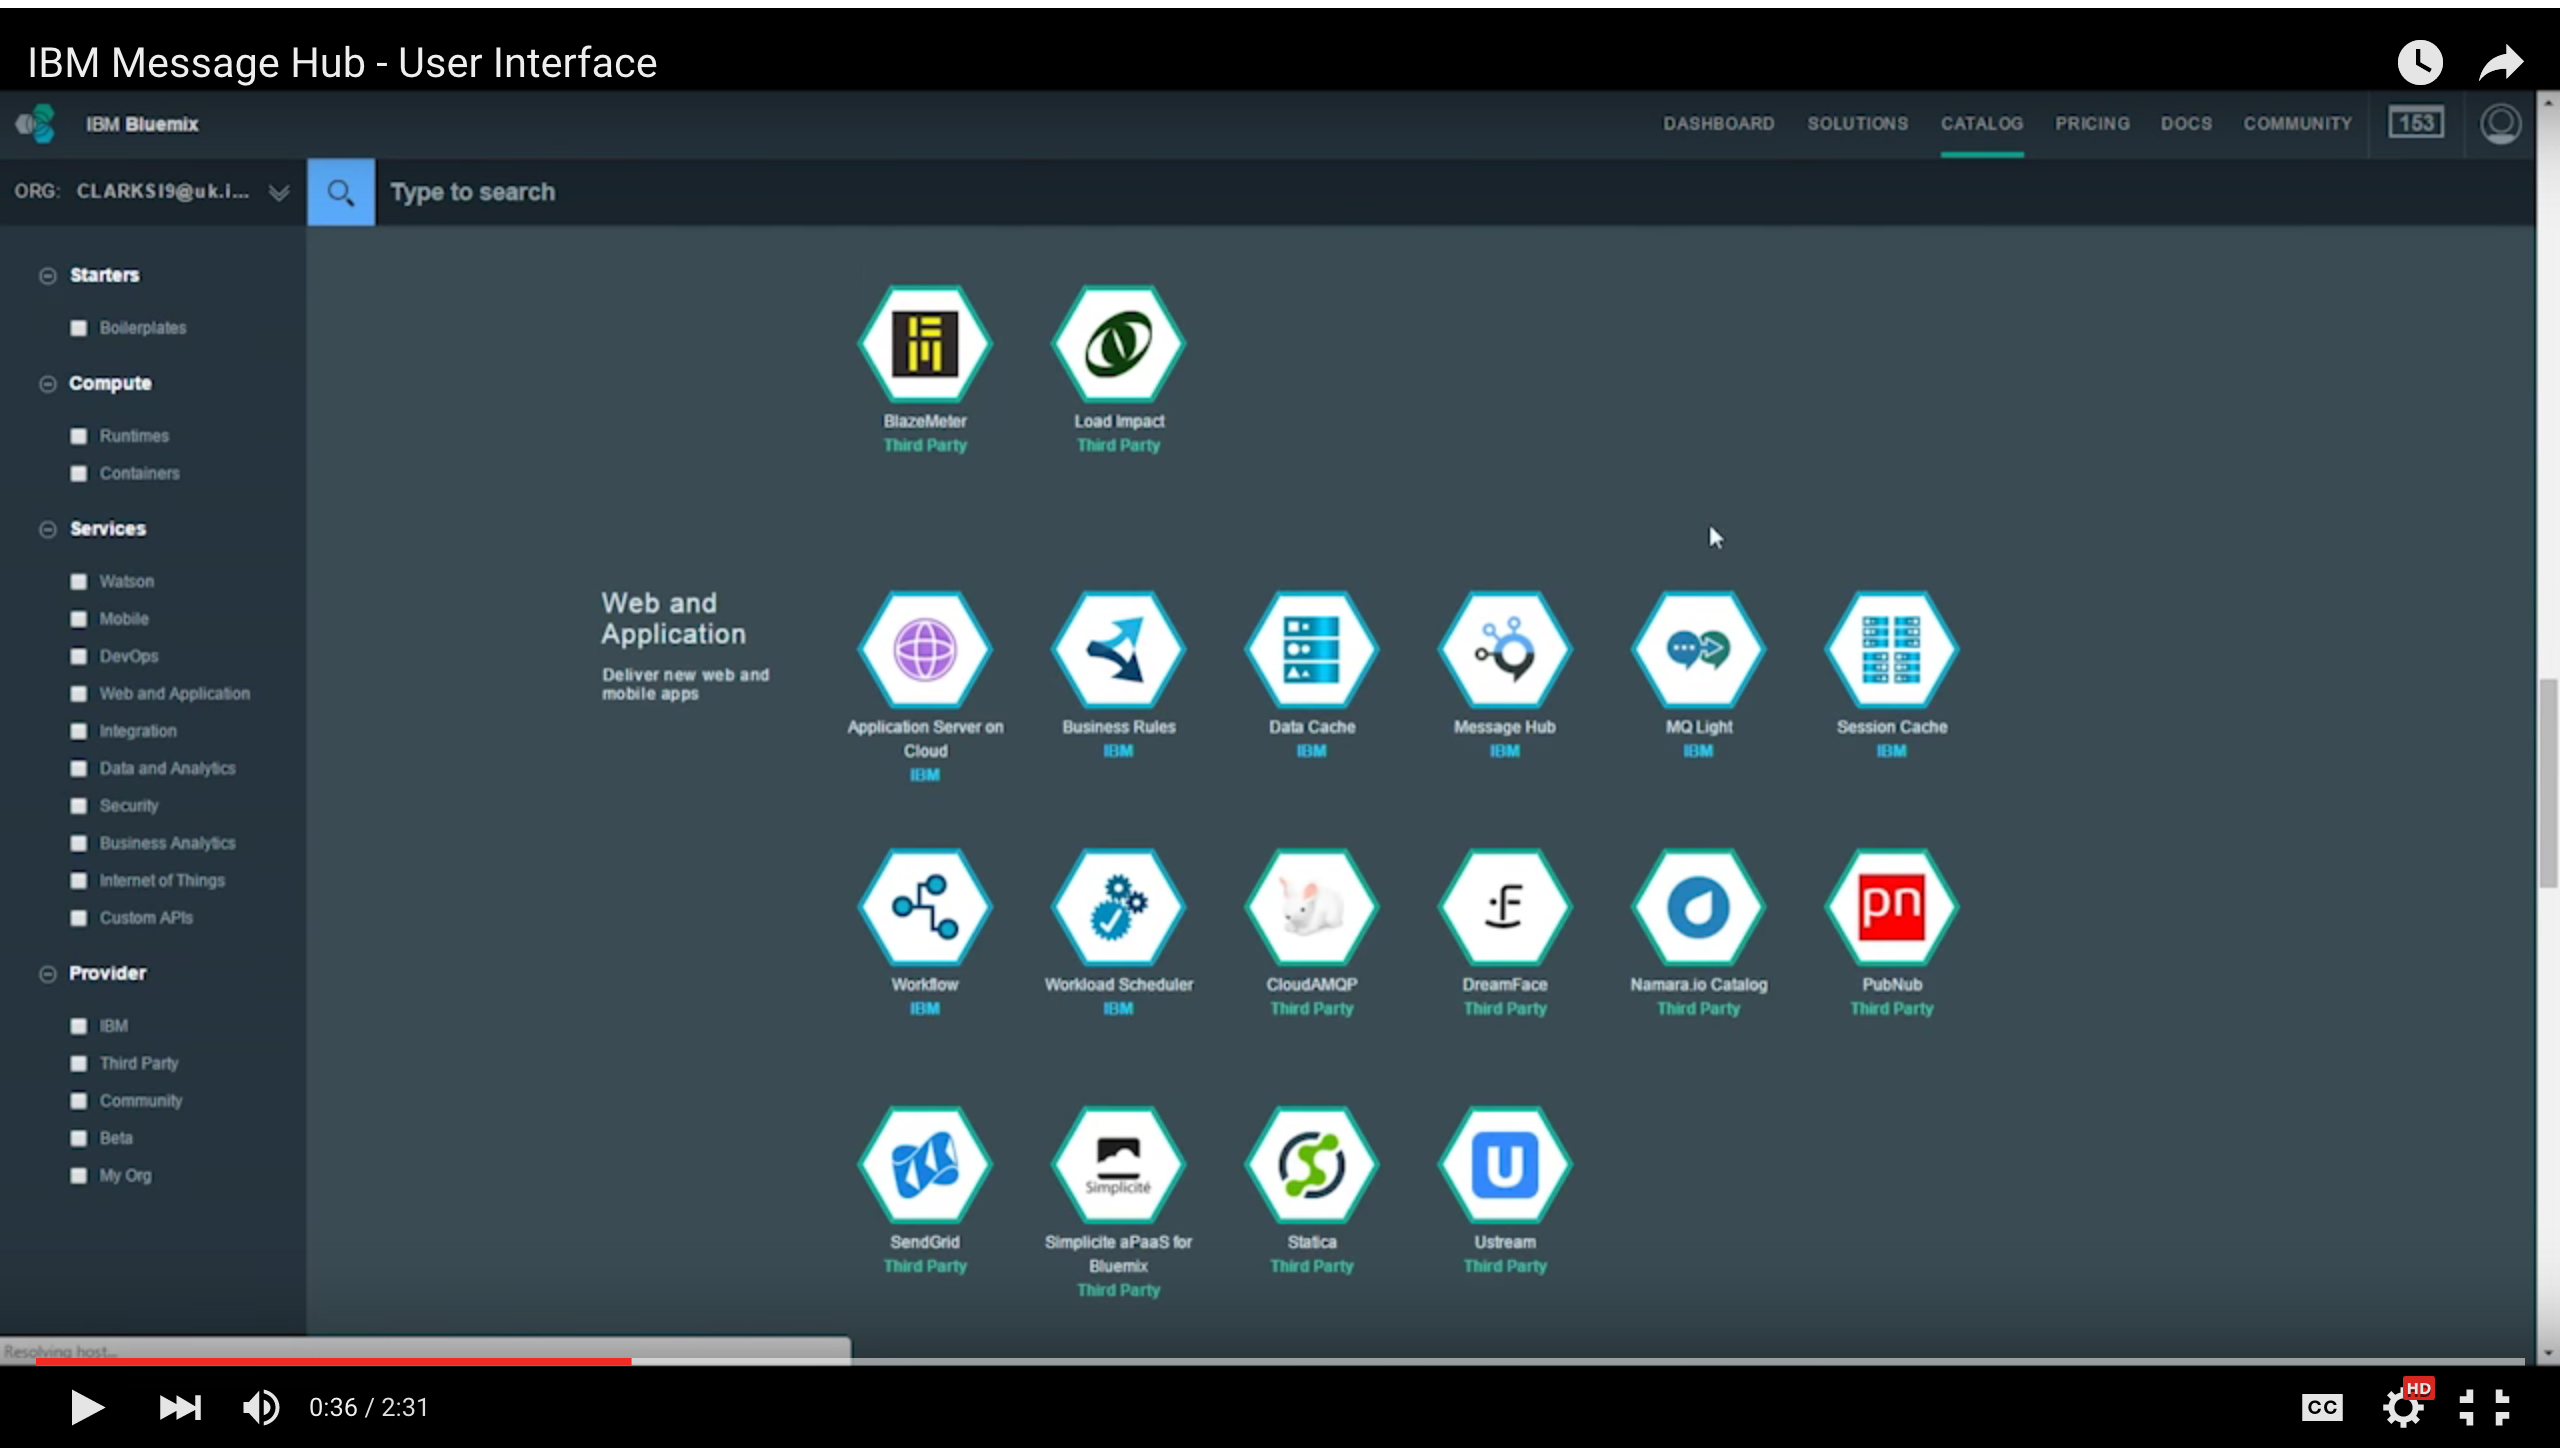 IBM Message Hub - User Interface
IBM Bluemix
DASHBOARD SOLUTIONS CATALOG PRICING DOCS COMMUNITY 153
ORG: CLARKSI9@uk.i... Type to search
Starters
Boilerplates
Compute
Runtimes
Containers
Services
Watson
Mobile
DevOps
Web and Application
Integration
Data and Analytics
Security
Business Analytics
Internet of Things
Custom APIs
Provider
IBM
Third Party
Community
Beta
My Org
BlazeMeter
Third Party
Load Impact
Third Party
Web and
Application
Deliver new web and
mobile apps
Application Server on
Cloud
IBM
Business Rules
IBM
Data Cache
IBM
Message Hub
IBM
MQ Light
IBM
Session Cache
IBM
Workflow
IBM
Workload Scheduler
IBM
CloudAMQP
Third Party
DreamFace
Third Party
Namara.io Catalog
Third Party
pn
PubNub
Third Party
SendGrid
Third Party
Simplicité
Simplicite aPaaS for
Bluemix
Third Party
Statica
Third Party
U
Ustream
Third Party
Resolving host...
0:36 / 2:31
CC
HD